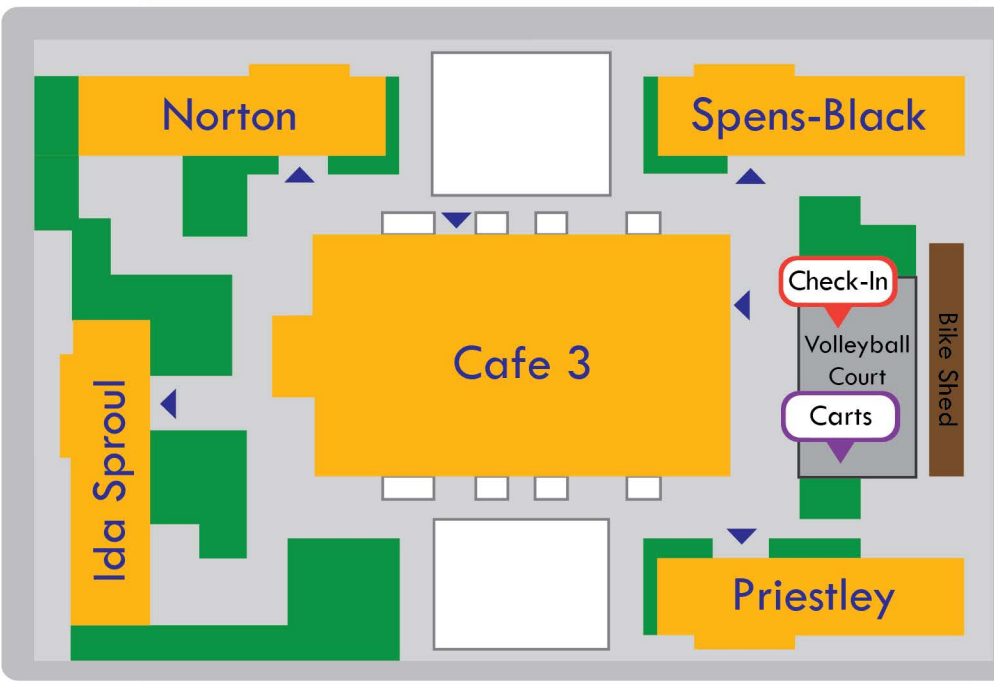 Norton
Spens-Black
Check-In
Volleyball
Court
Bike Shed
Cafe 3
Carts
Ida Sproul
Priestley